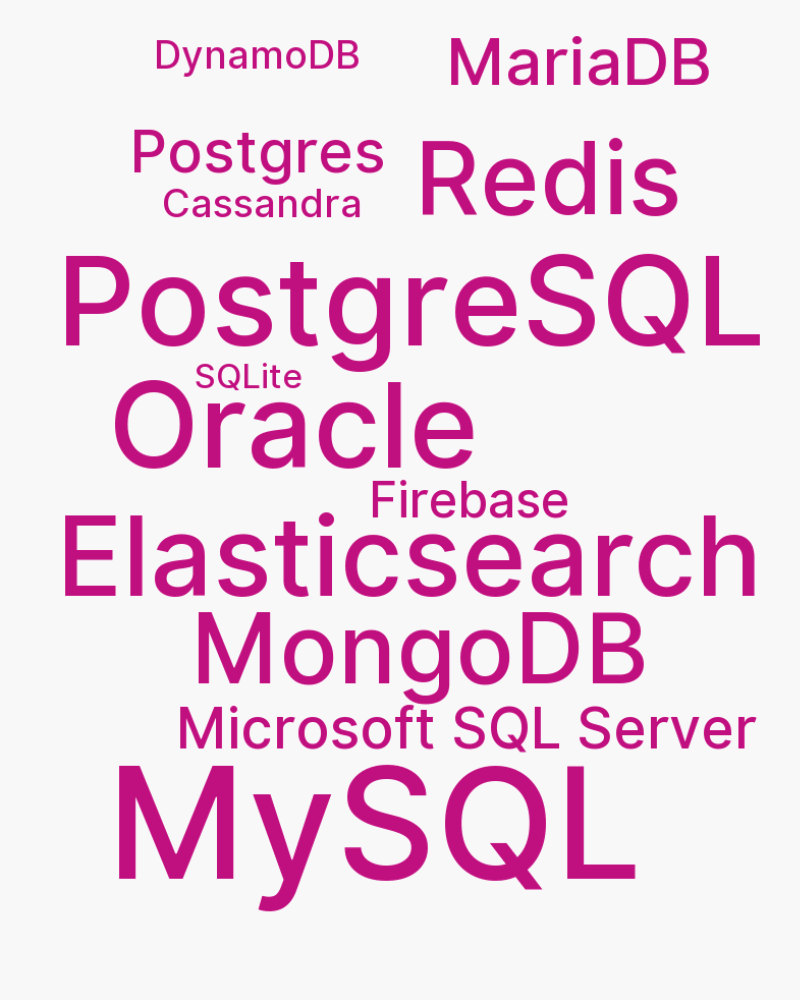 DynamoDB
MariaDB
Postgres
Redis
Cassandra
PostgreSQL
SQLite
Oracle
Firebase
Elasticsearch
MongoDB
Microsoft SQL Server
MySQL